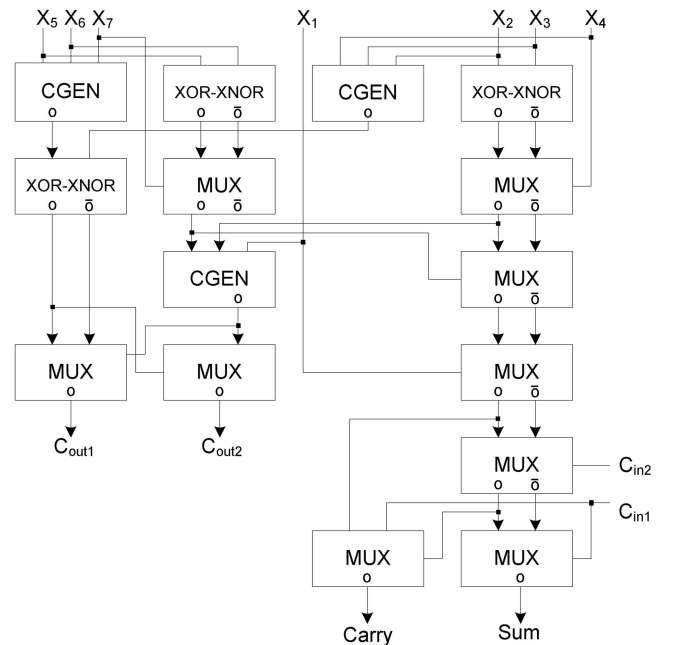 X5 X6 X7 X1 X2 X3 X4
CGEN XOR-XNOR CGEN XOR-XNOR
o o o̅ o o o̅
XOR-XNOR MUX MUX
o o̅ o o̅ o o̅
CGEN MUX
o o o̅
MUX MUX MUX
o o o o̅
Cout1 Cout2
MUX Cin2
o o̅
Cin1
MUX MUX
o o
Carry Sum